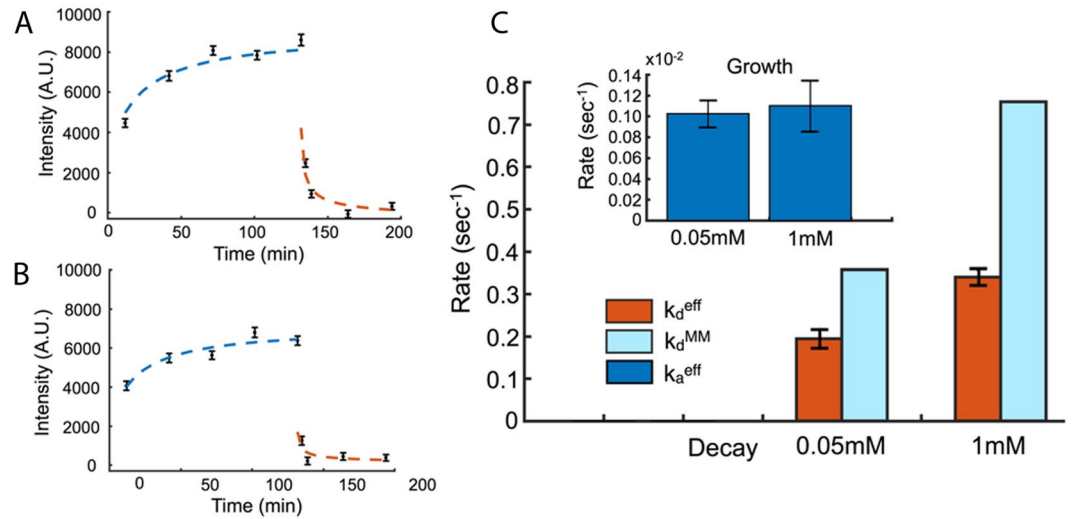 A
10000
8000
6000
4000
2000
0
Intensity (A.U.)
0 50 100 150 200
Time (min)
B
10000
8000
6000
4000
2000
0
Intensity (A.U.)
0 50 100 150 200
Time (min)
C
0.8
0.7
0.6
0.5
0.4
0.3
0.2
0.1
0
Rate (sec⁻¹)
x10⁻²
Growth
0.14
0.12
0.10
0.08
0.06
0.04
0.02
0
Rate (sec⁻¹)
0.05mM 1mM
k_d^eff
k_d^MM
k_a^eff
Decay 0.05mM 1mM